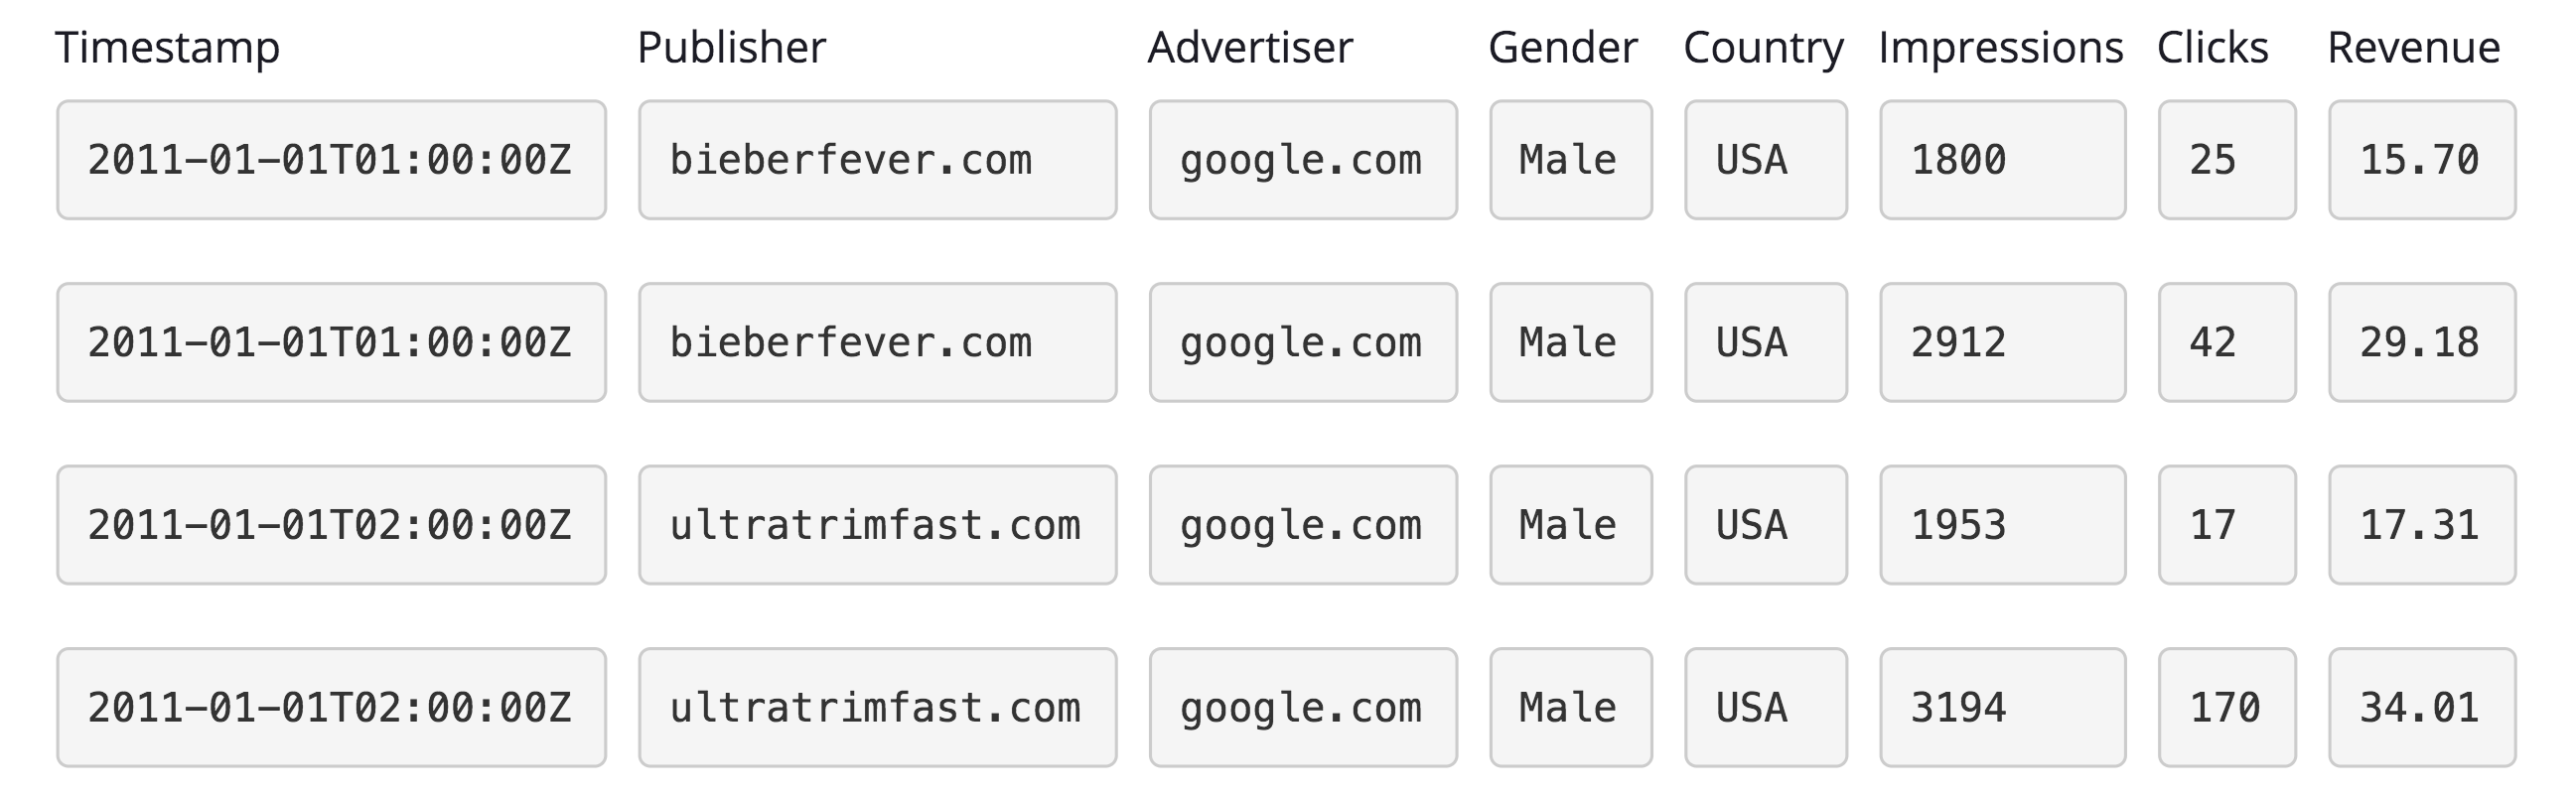 Timestamp Publisher Advertiser Gender Country Impressions Clicks Revenue
2011-01-01T01:00:00Z bieberfever.com google.com Male USA 1800 25 15.70
2011-01-01T01:00:00Z bieberfever.com google.com Male USA 2912 42 29.18
2011-01-01T02:00:00Z ultratrimfast.com google.com Male USA 1953 17 17.31
2011-01-01T02:00:00Z ultratrimfast.com google.com Male USA 3194 170 34.01